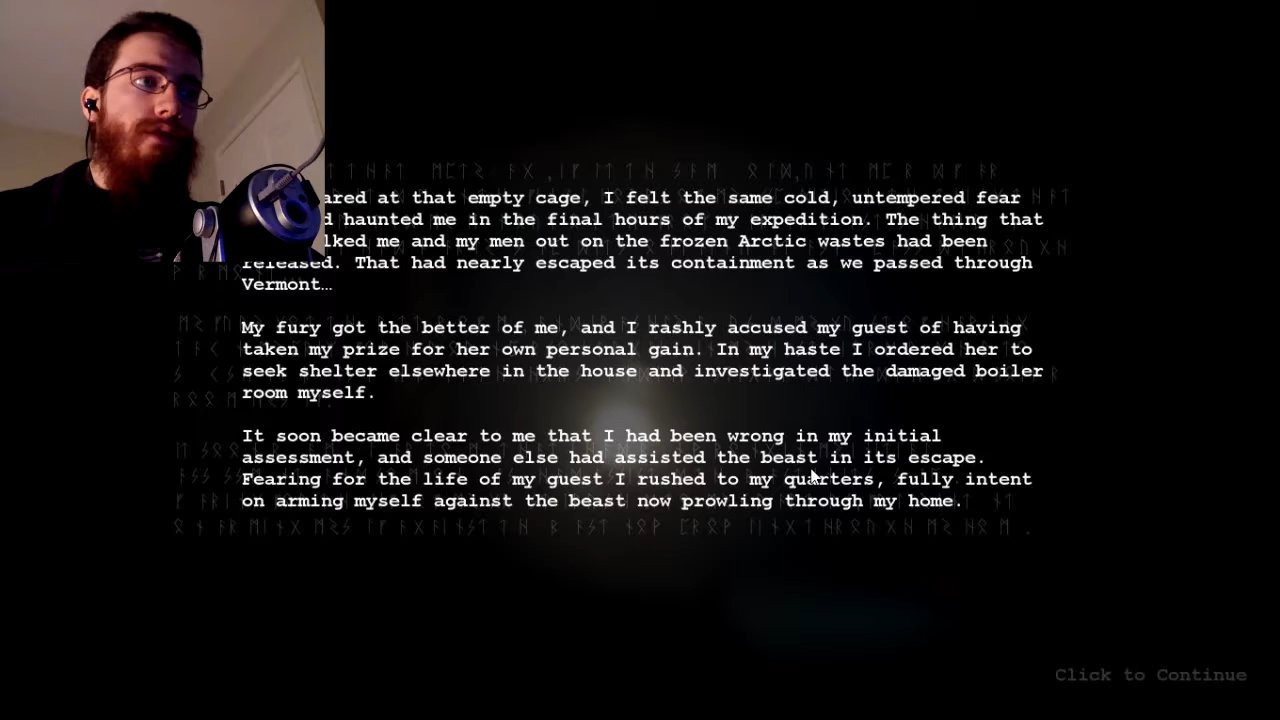 at that empty cage, I felt the same cold, untempered fear
haunted me in the final hours of my expedition. The thing that
me and my men out on the frozen Arctic wastes had been
released. That had nearly escaped its containment as we passed through
Vermont…
My fury got the better of me, and I rashly accused my guest of having
taken my prize for her own personal gain. In my haste I ordered her to
seek shelter elsewhere in the house and investigated the damaged boiler
room myself.
It soon became clear to me that I had been wrong in my initial
assessment, and someone else had assisted the beast in its escape.
Fearing for the life of my guest I rushed to my quarters, fully intent
on arming myself against the beast now prowling through my home.
Click to Continue